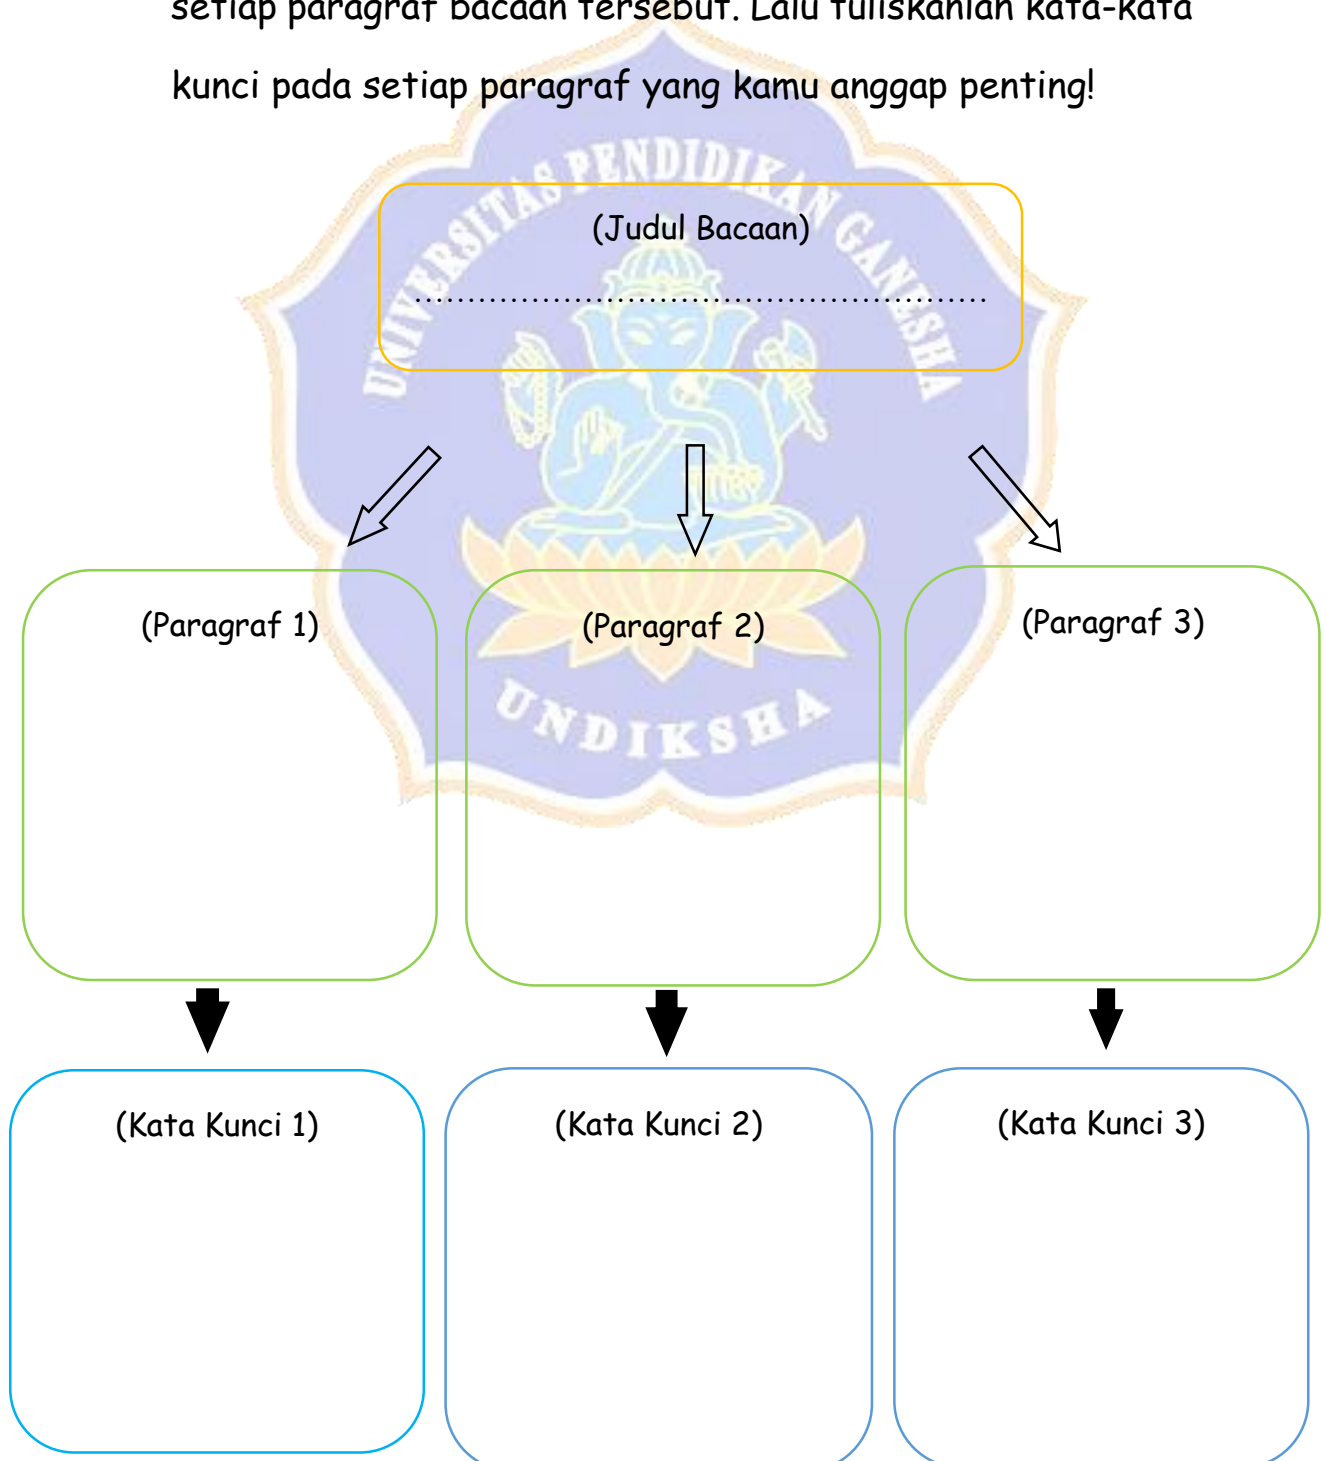 setiap paragraf bacaan tersebut. Lalu tuliskanlah kata-kata
kunci pada setiap paragraf yang kamu anggap penting!
UNIVERSITAS PENDIDIKAN GANESHA
(Judul Bacaan)
......................................................
(Paragraf 1)
(Paragraf 2)
(Paragraf 3)
UNDIKSHA
(Kata Kunci 1)
(Kata Kunci 2)
(Kata Kunci 3)